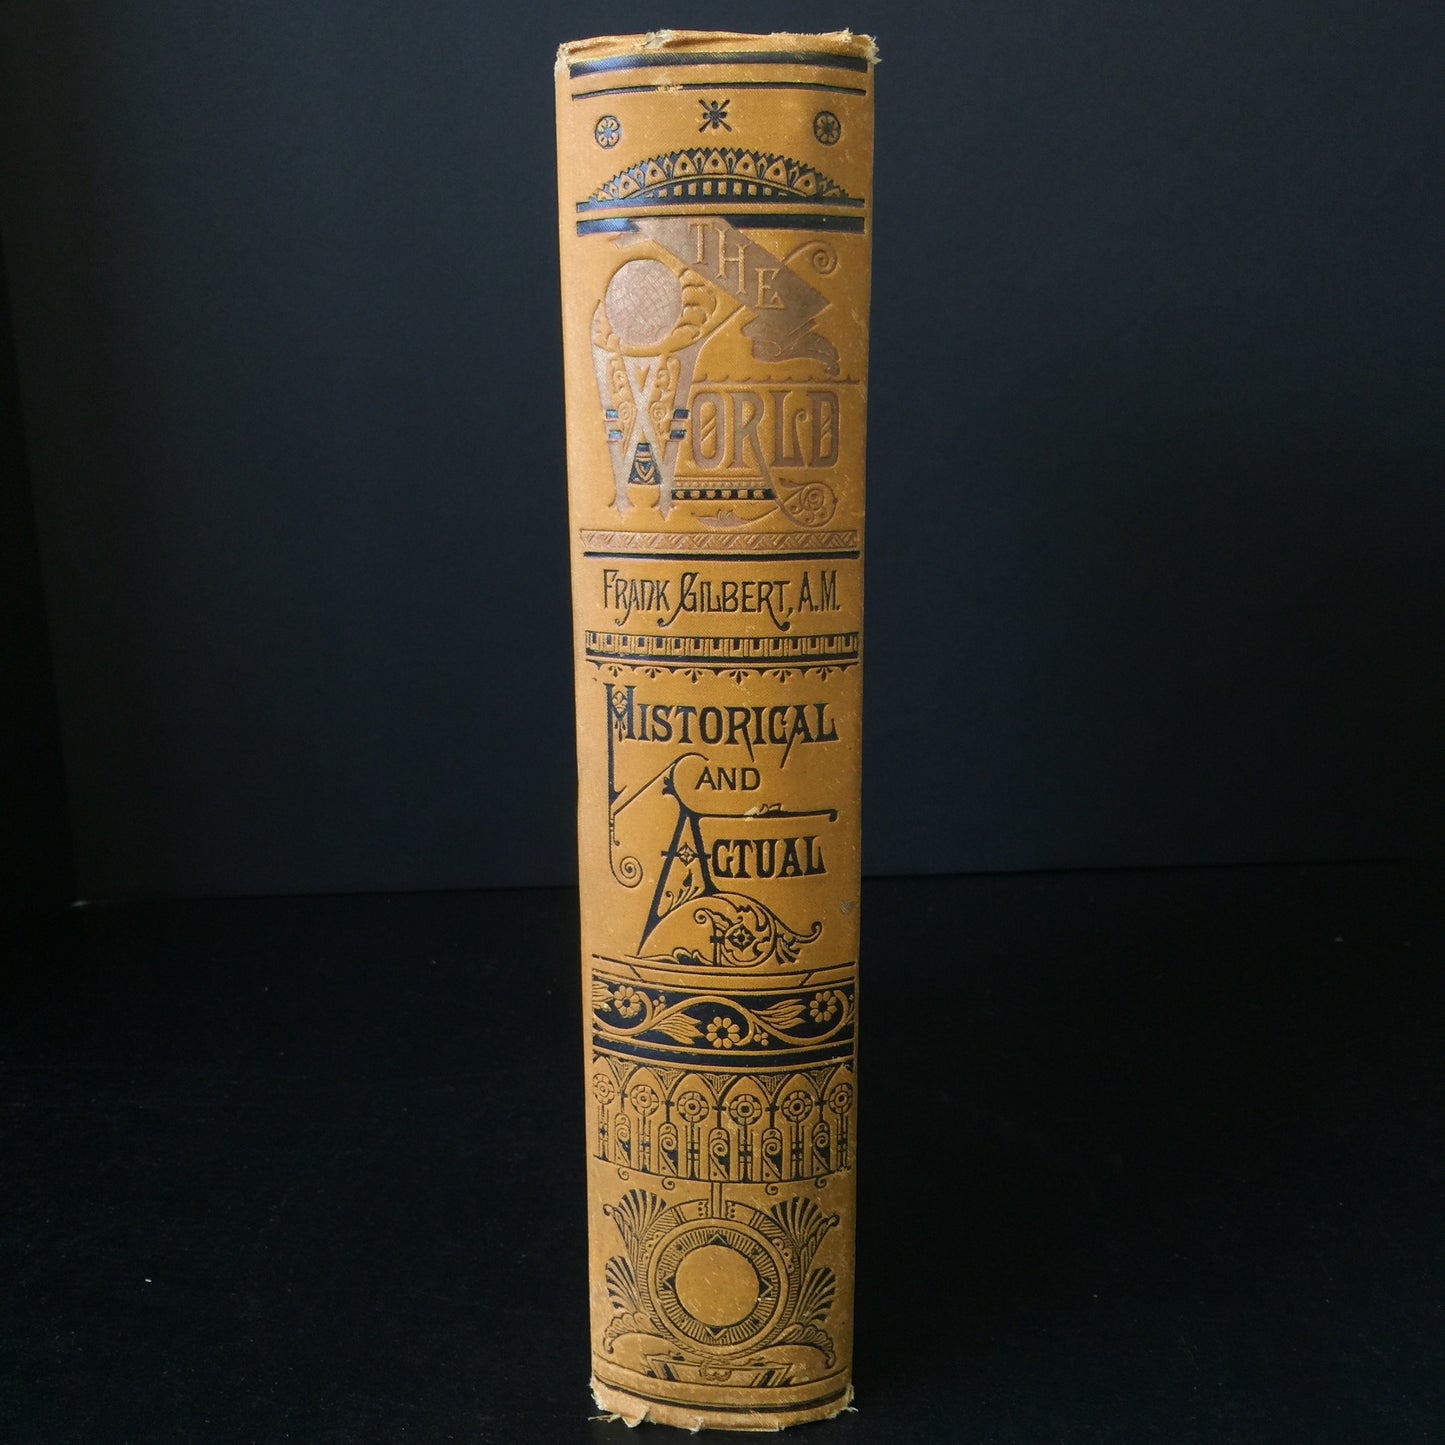 THE
WORLD
FRANK GILBERT, A.M.
HISTORICAL
AND
ACTUAL